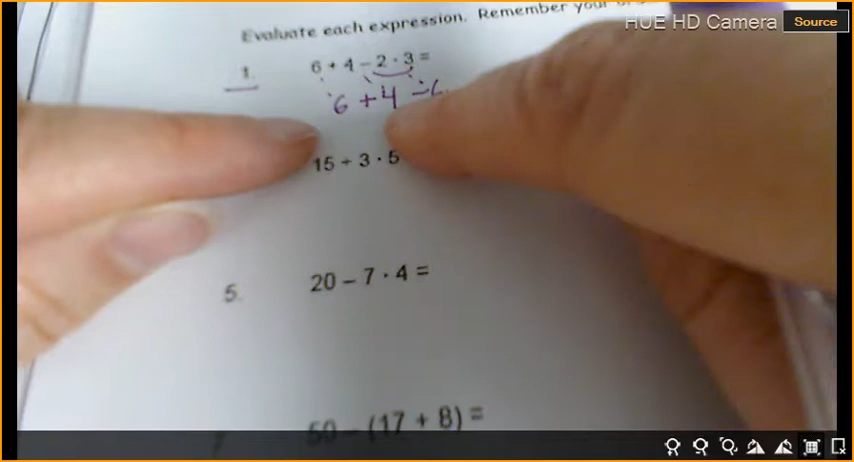 Evaluate each expression. Remember your
HUE HD Camera Source
1. 6 + 4 – 2 · 3 =
6 + 4 – 6
15 ÷ 3 · 5
5. 20 – 7 · 4 =
50 – (17 + 8) =